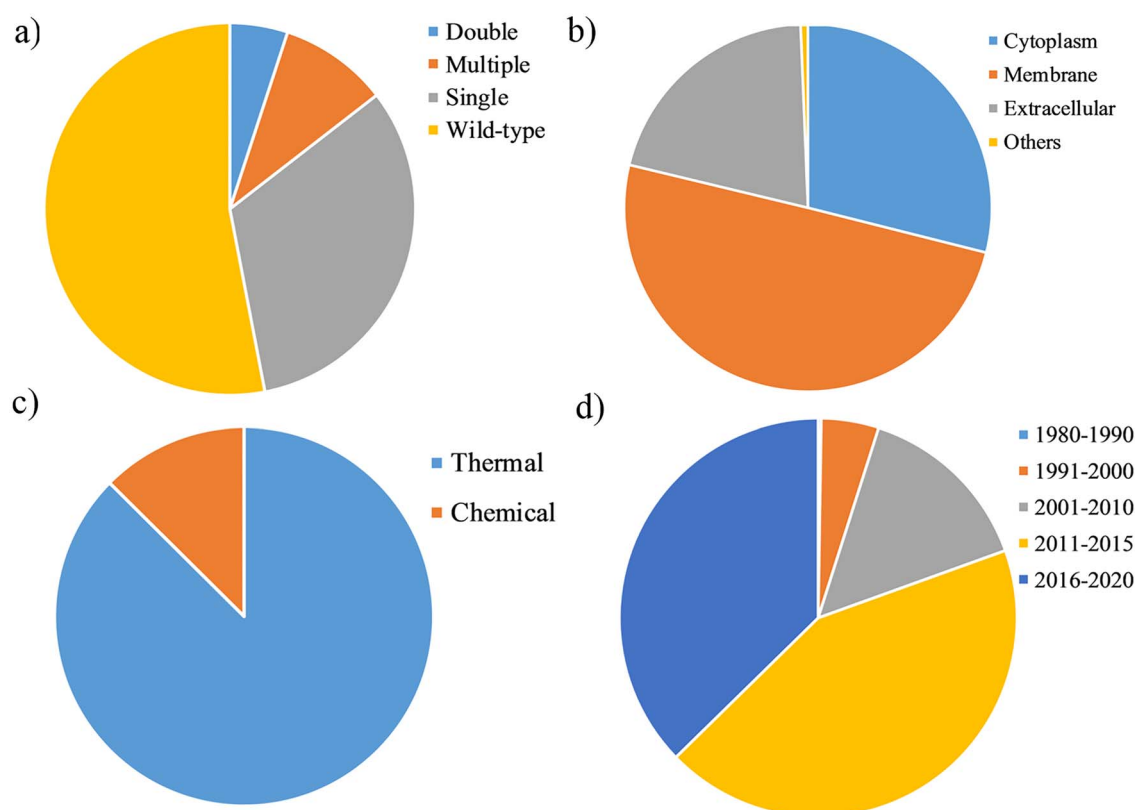 a)
Double
Multiple
Single
Wild-type
b)
Cytoplasm
Membrane
Extracellular
Others
c)
Thermal
Chemical
d)
1980-1990
1991-2000
2001-2010
2011-2015
2016-2020